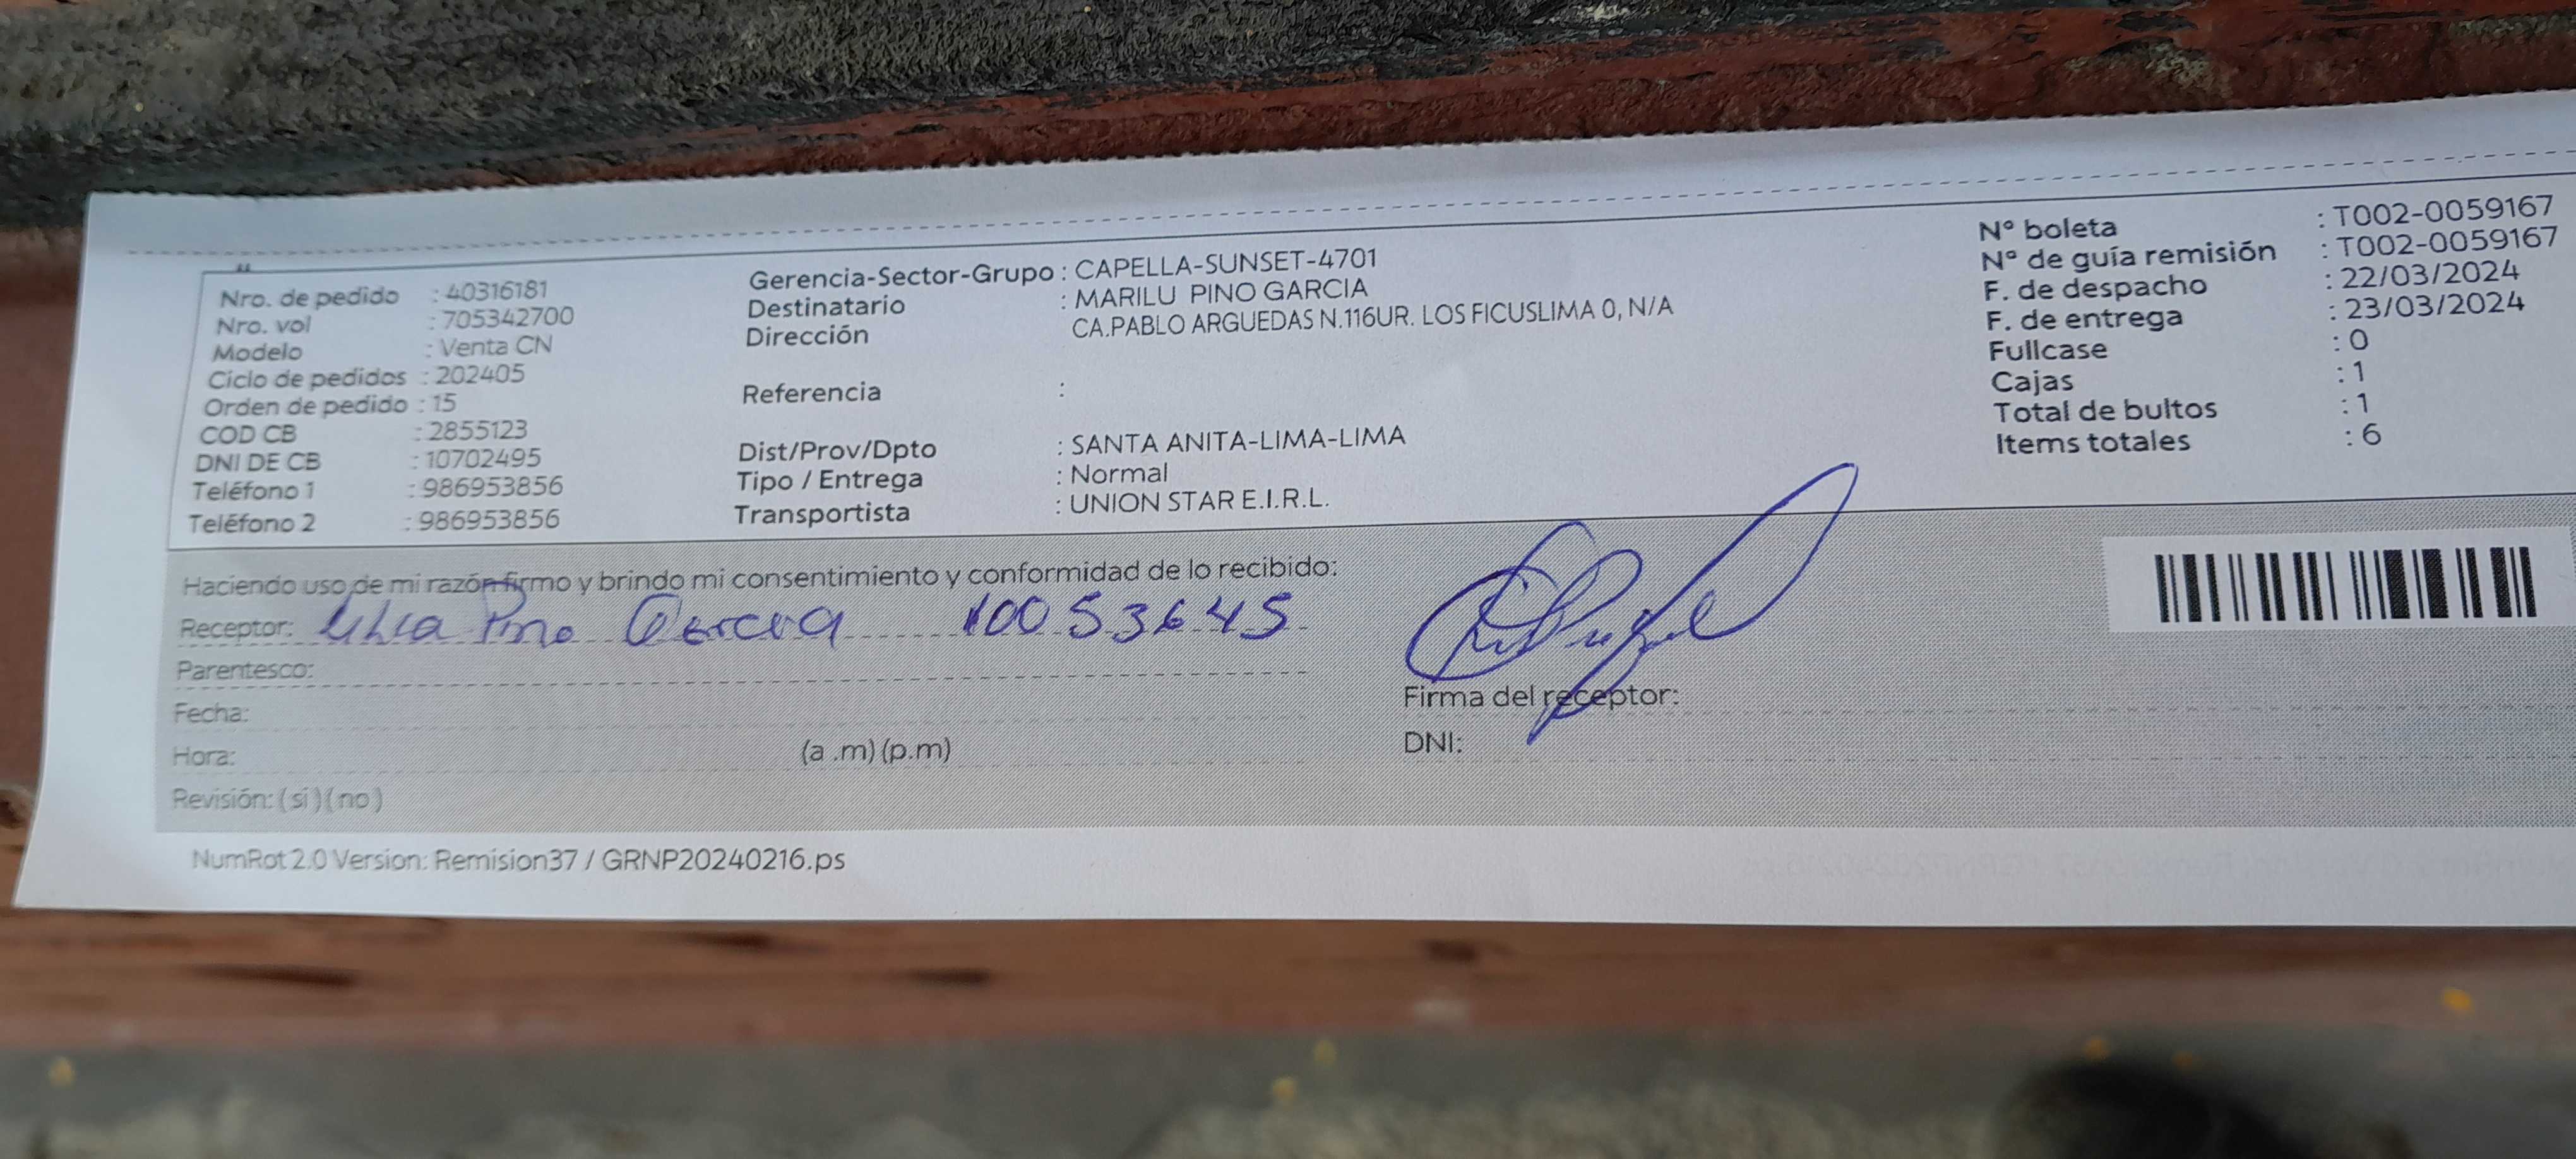 Nro. de pedido : 40316181
Nro. vol : 705342700
Modelo : Venta CN
Ciclo de pedidos : 202405
Orden de pedido : 15
COD CB : 2855123
DNI DE CB : 10702495
Teléfono 1 : 986953856
Teléfono 2 : 986953856
Gerencia-Sector-Grupo : CAPELLA-SUNSET-4701
Destinatario : MARILU PINO GARCIA
Dirección CA.PABLO ARGUEDAS N.116UR. LOS FICUSLIMA 0, N/A
Referencia :
Dist/Prov/Dpto : SANTA ANITA-LIMA-LIMA
Tipo / Entrega : Normal
Transportista : UNION STAR E.I.R.L.
Nº boleta : T002-0059167
Nº de guía remisión : T002-0059167
F. de despacho : 22/03/2024
F. de entrega : 23/03/2024
Fullcase : 0
Cajas : 1
Total de bultos : 1
Items totales : 6
Haciendo uso de mi razón firmo y brindo mi consentimiento y conformidad de lo recibido:
Receptor: Pino Garcia 10053645
Parentesco:
Fecha:
Hora: (a .m) (p.m)
Revisión: ( si ) ( no )
Firma del receptor:
DNI:
NumRot 2.0 Version: Remision37 / GRNP20240216.ps